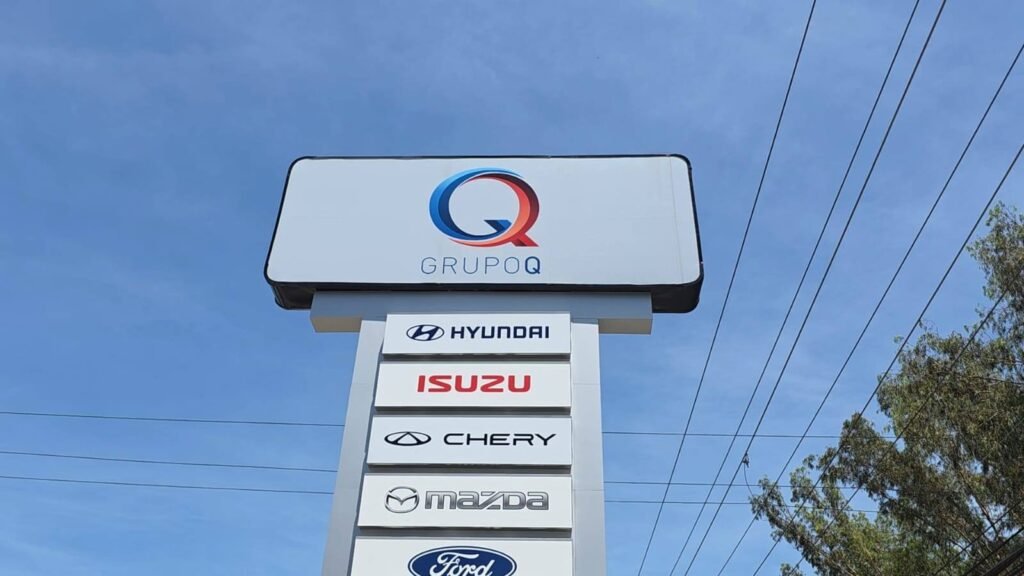 GRUPOQ
HYUNDAI
ISUZU
CHERY
mazda
Ford